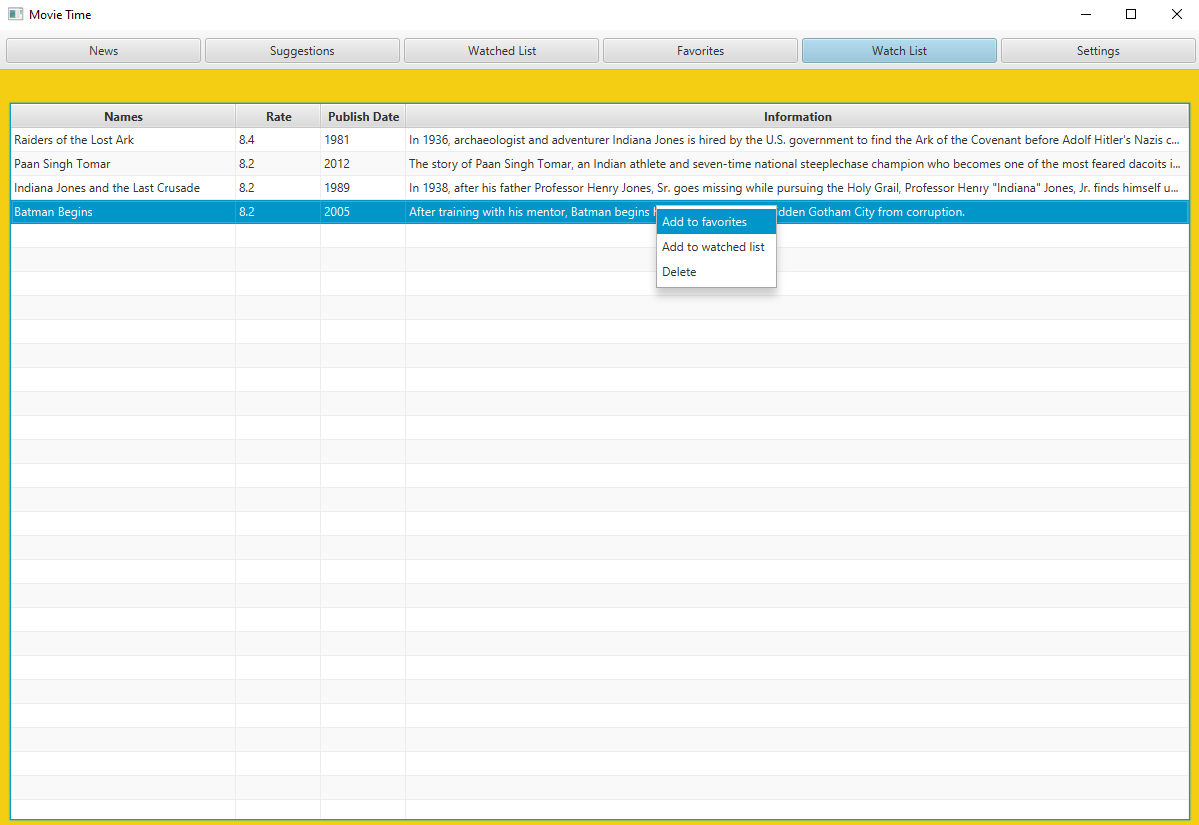 Movie Time
News Suggestions Watched List Favorites Watch List Settings
Names Rate Publish Date Information
Raiders of the Lost Ark 8.4 1981 In 1936, archaeologist and adventurer Indiana Jones is hired by the U.S. government to find the Ark of the Covenant before Adolf Hitler's Nazis c...
Paan Singh Tomar 8.2 2012 The story of Paan Singh Tomar, an Indian athlete and seven-time national steeplechase champion who becomes one of the most feared dacoits i...
Indiana Jones and the Last Crusade 8.2 1989 In 1938, after his father Professor Henry Jones, Sr. goes missing while pursuing the Holy Grail, Professor Henry "Indiana" Jones, Jr. finds himself u...
Batman Begins 8.2 2005 After training with his mentor, Batman begins dden Gotham City from corruption.
Add to favorites
Add to watched list
Delete